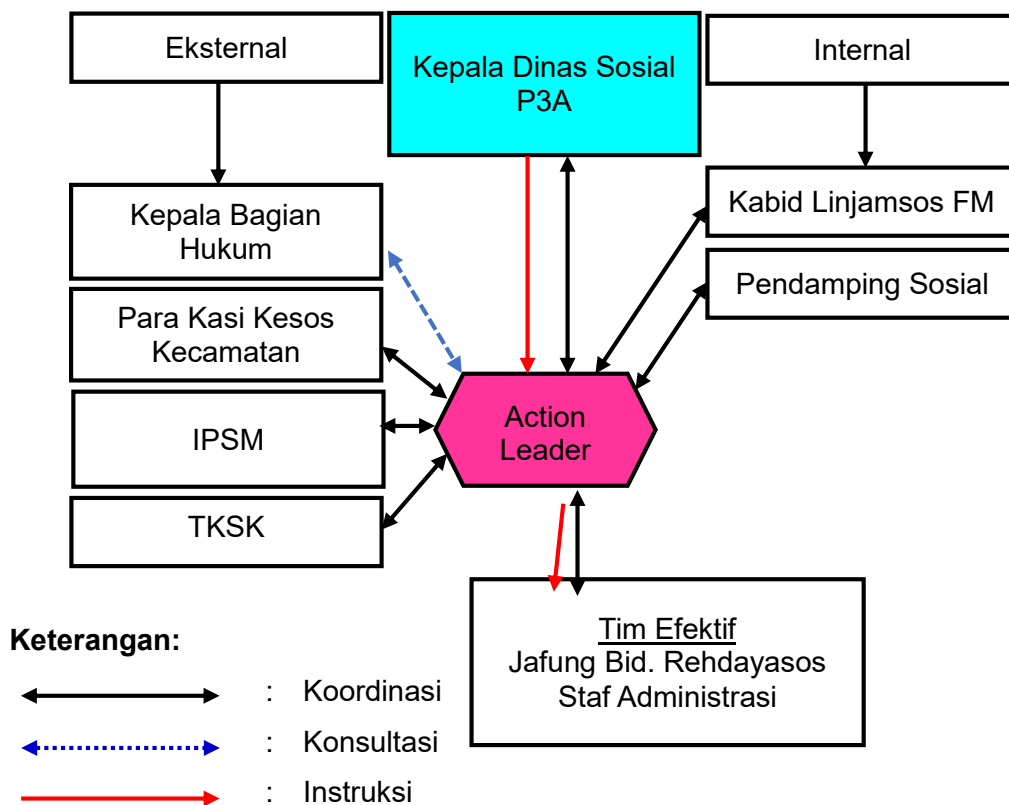 Eksternal
Kepala Dinas Sosial
P3A
Internal
Kepala Bagian
Hukum
Kabid Linjamsos FM
Pendamping Sosial
Para Kasi Kesos
Kecamatan
IPSM
Action
Leader
TKSK
Tim Efektif
Jafung Bid. Rehdayasos
Staf Administrasi
Keterangan:
: Koordinasi
: Konsultasi
: Instruksi